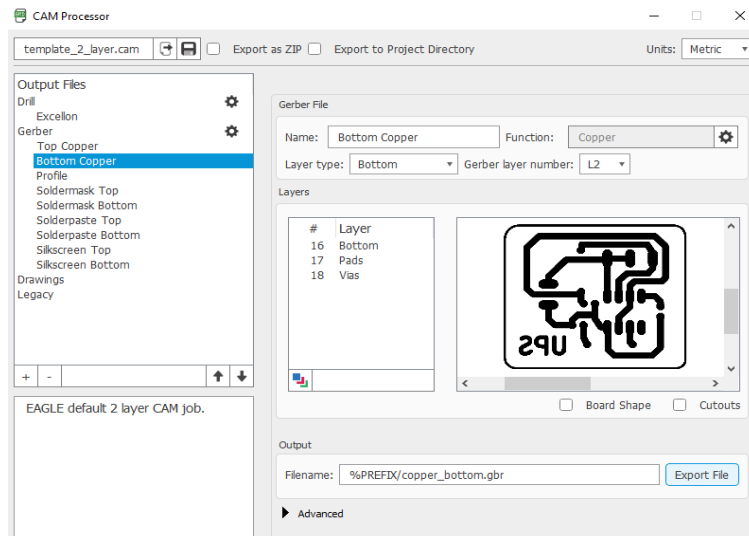 CAM Processor
template_2_layer.cam Export as ZIP Export to Project Directory Units: Metric
Output Files
Drill
Excellon
Gerber
Top Copper
Bottom Copper
Profile
Soldermask Top
Soldermask Bottom
Solderpaste Top
Solderpaste Bottom
Silkscreen Top
Silkscreen Bottom
Drawings
Legacy
+ -
EAGLE default 2 layer CAM job.
Gerber File
Name: Bottom Copper Function: Copper
Layer type: Bottom Gerber layer number: L2
Layers
# Layer
16 Bottom
17 Pads
18 Vias
UPS
Board Shape Cutouts
Output
Filename: %PREFIX/copper_bottom.gbr Export File
Advanced